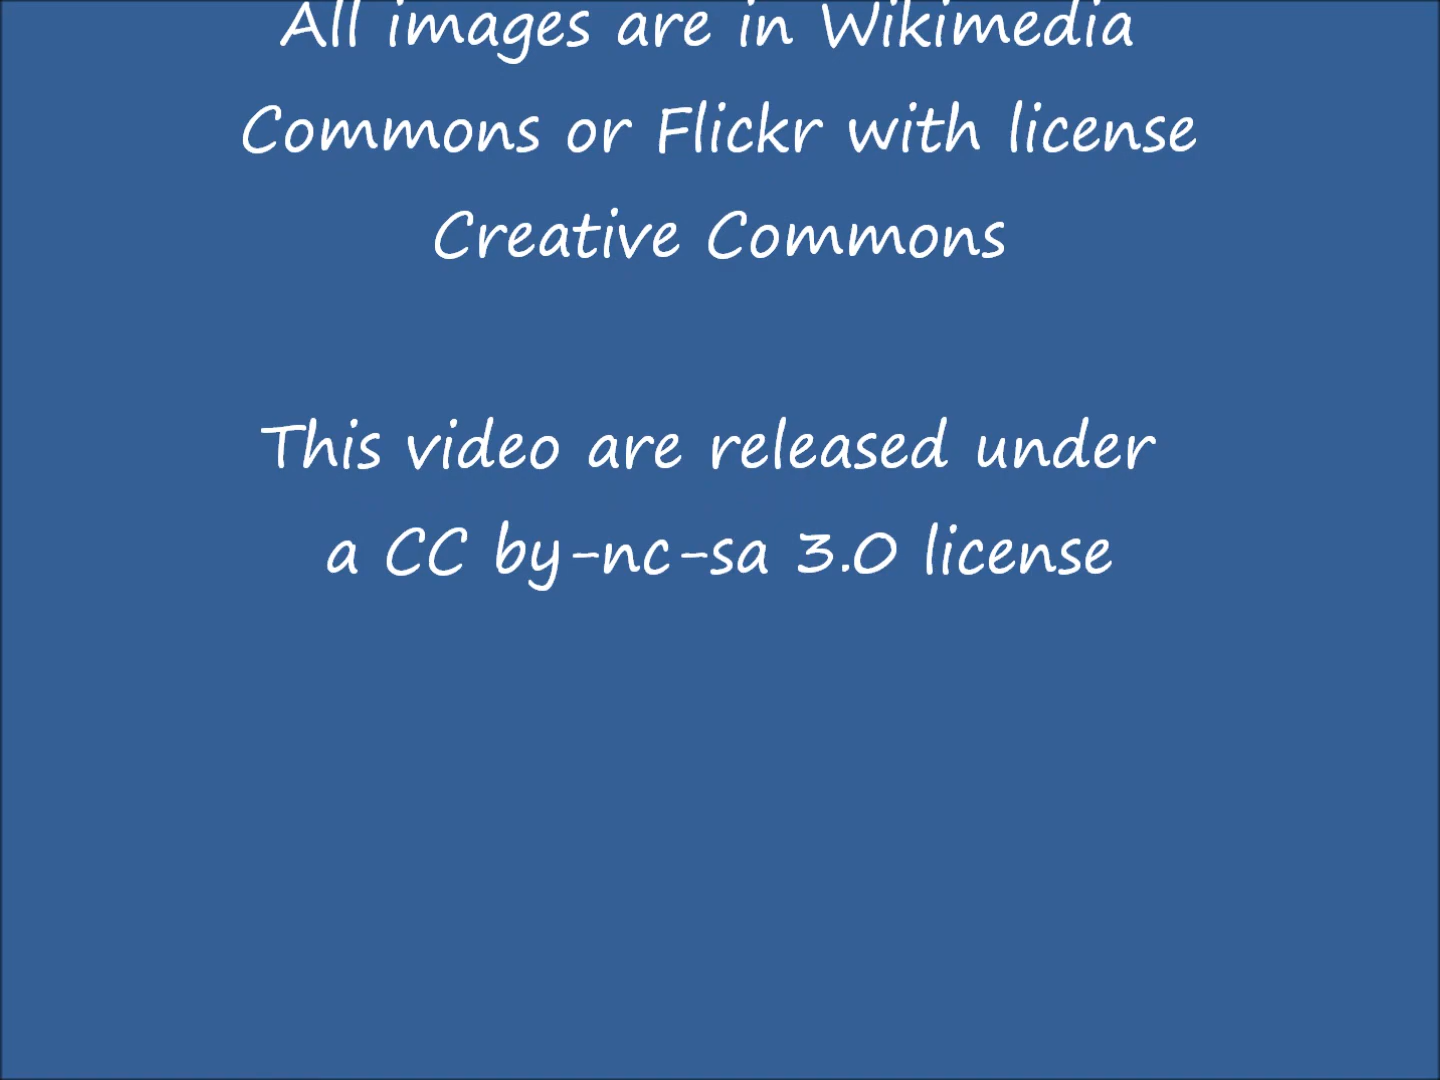 All images are in Wikimedia
Commons or Flickr with license
Creative Commons
This video are released under
a CC by-nc-sa 3.0 license